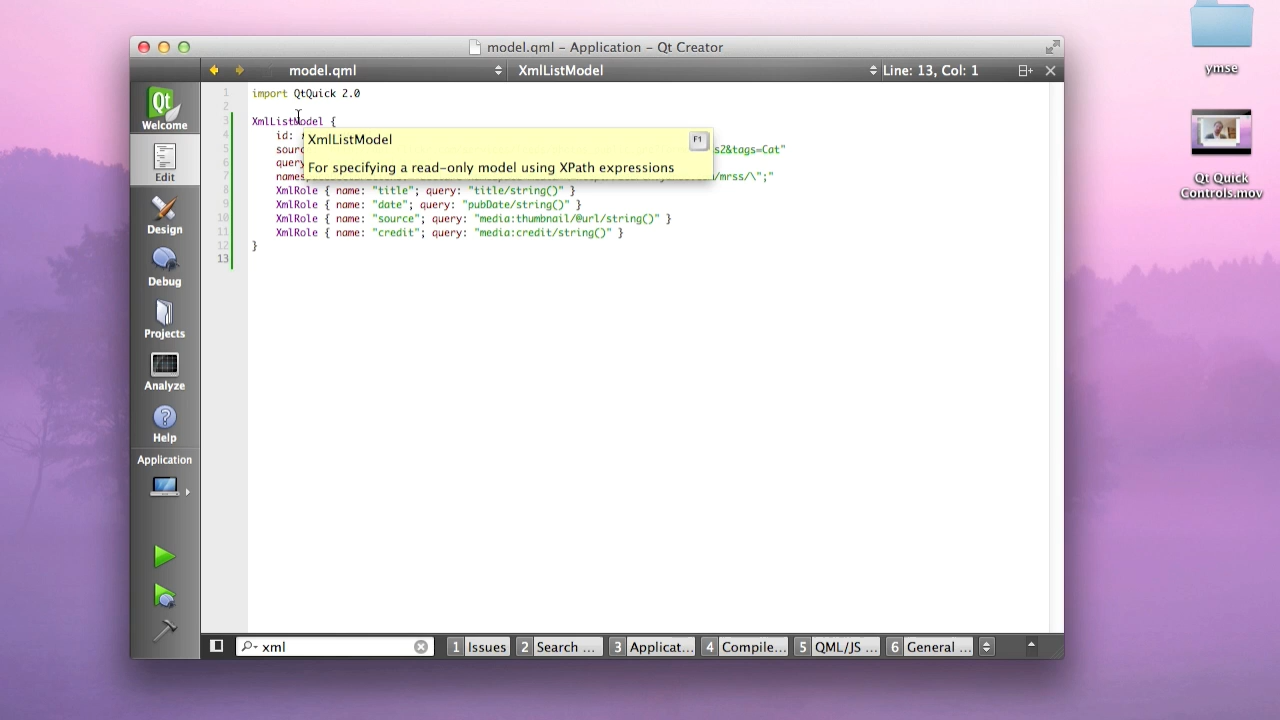 model.qml – Application – Qt Creator
model.qml
XmlListModel
Line: 13, Col: 1
ymse
Qt Quick Controls.mov
Welcome
Edit
Design
Debug
Projects
Analyze
Help
Application
1 import QtQuick 2.0
2
3 XmlListModel {
4 id:
XmlListModel F1
5 s2&tags=Cat"
6 query
For specifying a read-only model using XPath expressions
7 /mrss/\";"
8 XmlRole { name: "title"; query: "title/string()" }
9 XmlRole { name: "date"; query: "pubDate/string()" }
10 XmlRole { name: "source"; query: "media:thumbnail/@url/string()" }
11 XmlRole { name: "credit"; query: "media:credit/string()" }
12 }
13
xml
1 Issues
2 Search ...
3 Applicat...
4 Compile...
5 QML/JS ...
6 General ...